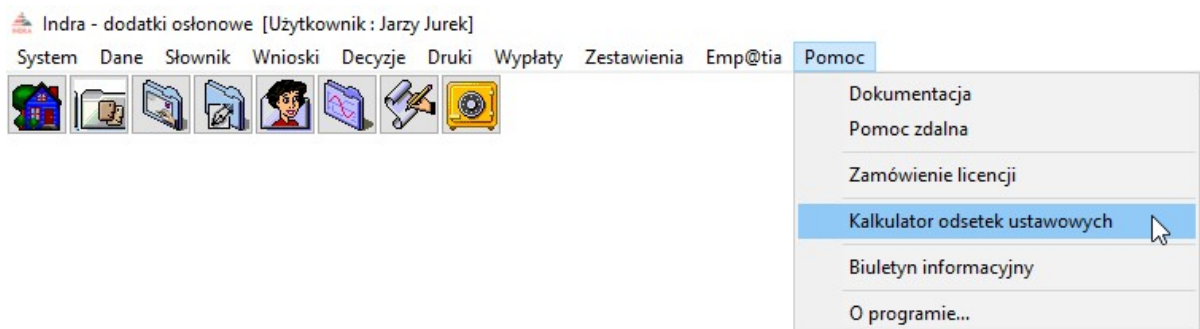 Indra - dodatki osłonowe [Użytkownik : Jarzy Jurek]
System Dane Słownik Wnioski Decyzje Druki Wypłaty Zestawienia Emp@tia Pomoc
Dokumentacja
Pomoc zdalna
Zamówienie licencji
Kalkulator odsetek ustawowych
Biuletyn informacyjny
O programie...